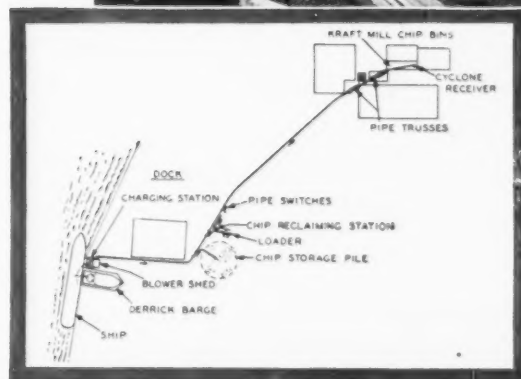 KRAFT MILL CHIP BINS
CYCLONE
RECEIVER
PIPE TRUSSES
DOCK
CHARGING STATION
PIPE SWITCHES
CHIP RECLAIMING STATION
LOADER
CHIP STORAGE PILE
BLOWER SHED
DERRICK BARGE
SHIP